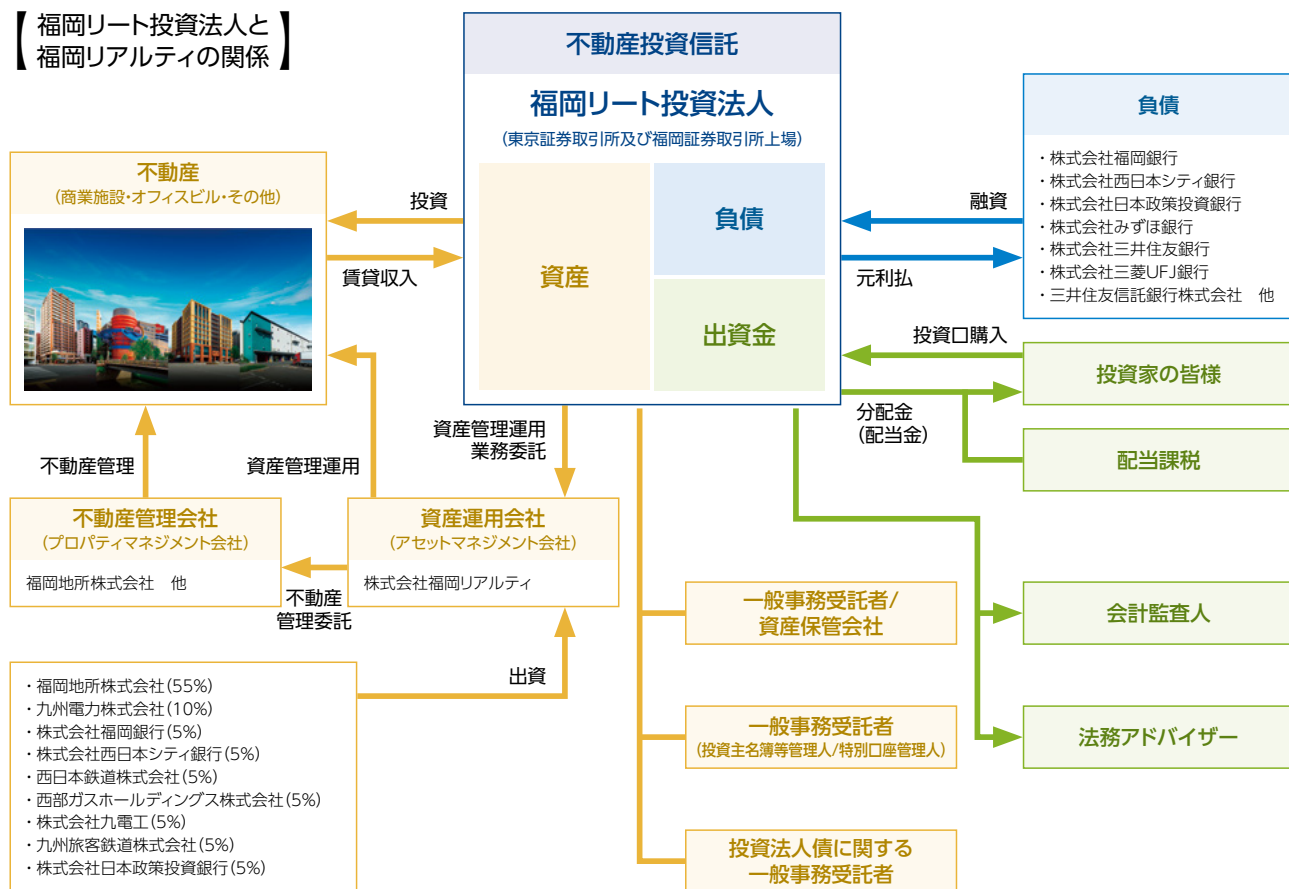 【福岡リート投資法人と
福岡リアルティの関係】
不動産投資信託
福岡リート投資法人
(東京証券取引所及び福岡証券取引所上場)
資産
負債
出資金
不動産
(商業施設・オフィスビル・その他)
投資
賃貸収入
融資
元利払
負債
・株式会社福岡銀行
・株式会社西日本シティ銀行
・株式会社日本政策投資銀行
・株式会社みずほ銀行
・株式会社三井住友銀行
・株式会社三菱UFJ銀行
・三井住友信託銀行株式会社　他
投資口購入
投資家の皆様
分配金
(配当金)
配当課税
資産管理運用
業務委託
不動産管理
資産管理運用
不動産管理会社
(プロパティマネジメント会社)
福岡地所株式会社　他
資産運用会社
(アセットマネジメント会社)
株式会社福岡リアルティ
不動産
管理委託
出資
・福岡地所株式会社(55%)
・九州電力株式会社(10%)
・株式会社福岡銀行(5%)
・株式会社西日本シティ銀行(5%)
・西日本鉄道株式会社(5%)
・西部ガスホールディングス株式会社(5%)
・株式会社九電工(5%)
・九州旅客鉄道株式会社(5%)
・株式会社日本政策投資銀行(5%)
一般事務受託者/
資産保管会社
一般事務受託者
(投資主名簿等管理人/特別口座管理人)
投資法人債に関する
一般事務受託者
会計監査人
法務アドバイザー